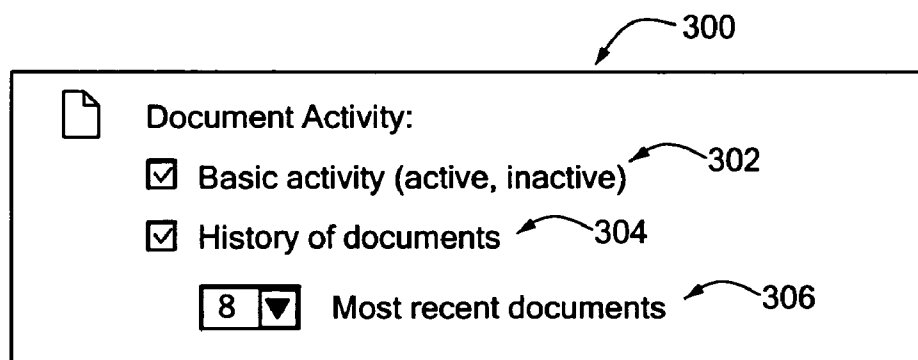 300
Document Activity:
Basic activity (active, inactive) 302
History of documents 304
8 Most recent documents 306